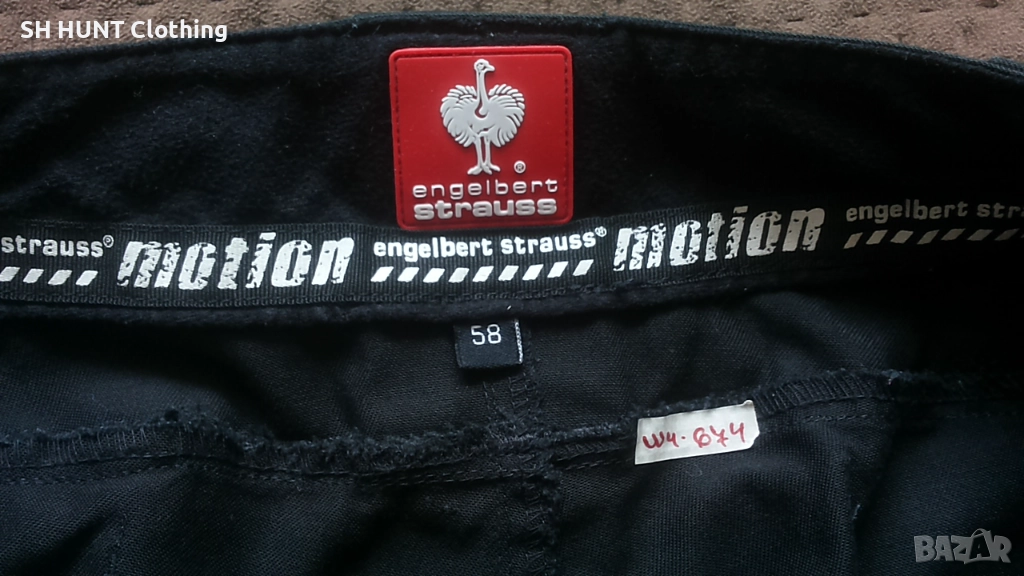 SH HUNT Clothing
®
engelbert
strauss
strauss® motion engelbert strauss® motion engelbert str
58
W4-674
BAZAR